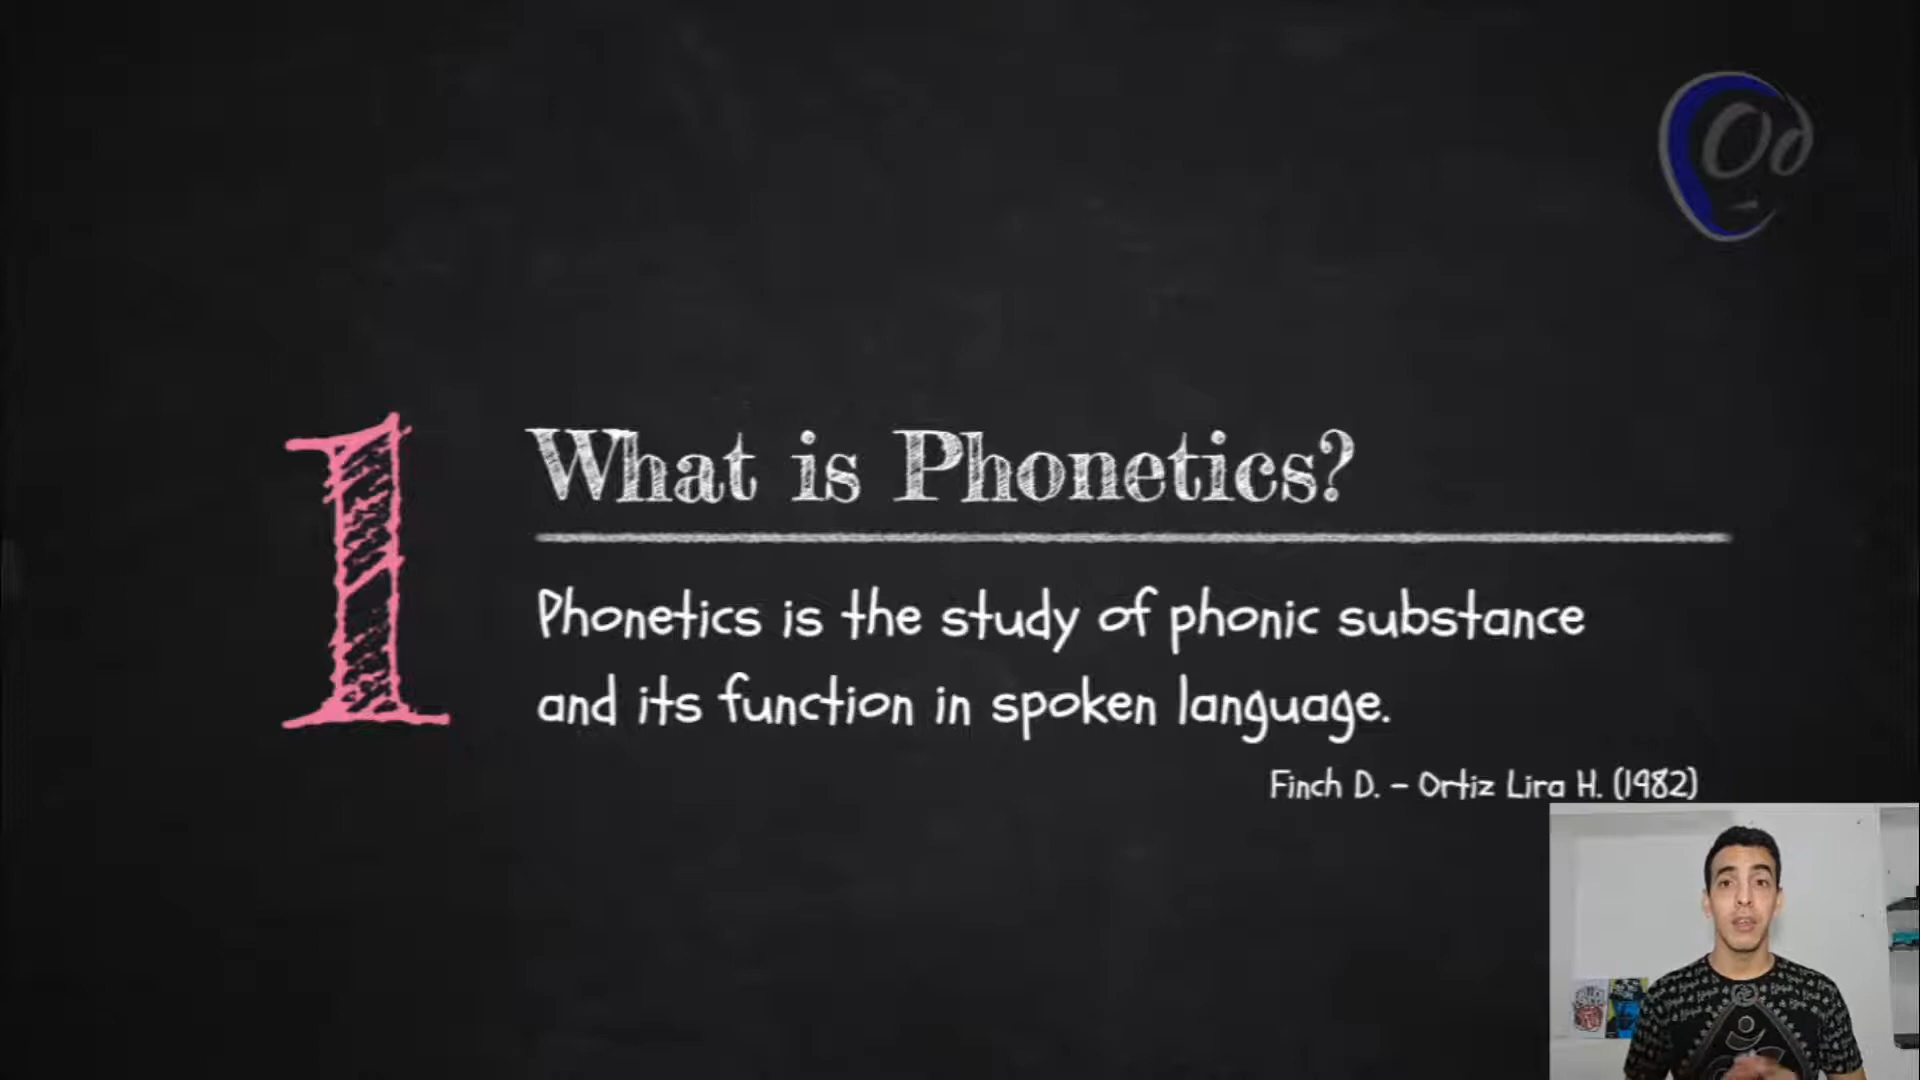 Od
1
What is Phonetics?
Phonetics is the study of phonic substance
and its function in spoken language.
Finch D. - Ortiz Lira H. (1982)